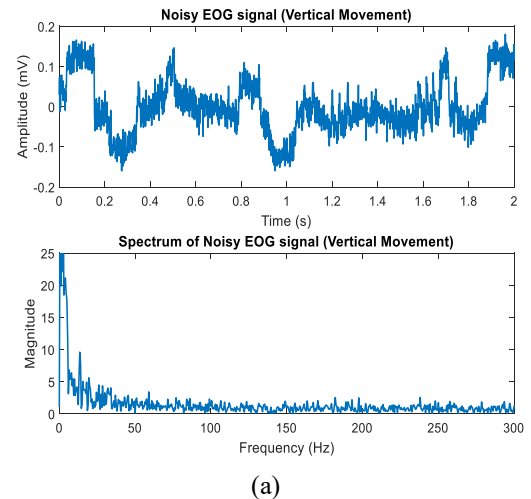 Noisy EOG signal (Vertical Movement)
Amplitude (mV)
0.2
0.1
0
-0.1
-0.2
0 0.2 0.4 0.6 0.8 1 1.2 1.4 1.6 1.8 2
Time (s)
Spectrum of Noisy EOG signal (Vertical Movement)
Magnitude
25
20
15
10
5
0
0 50 100 150 200 250 300
Frequency (Hz)
(a)